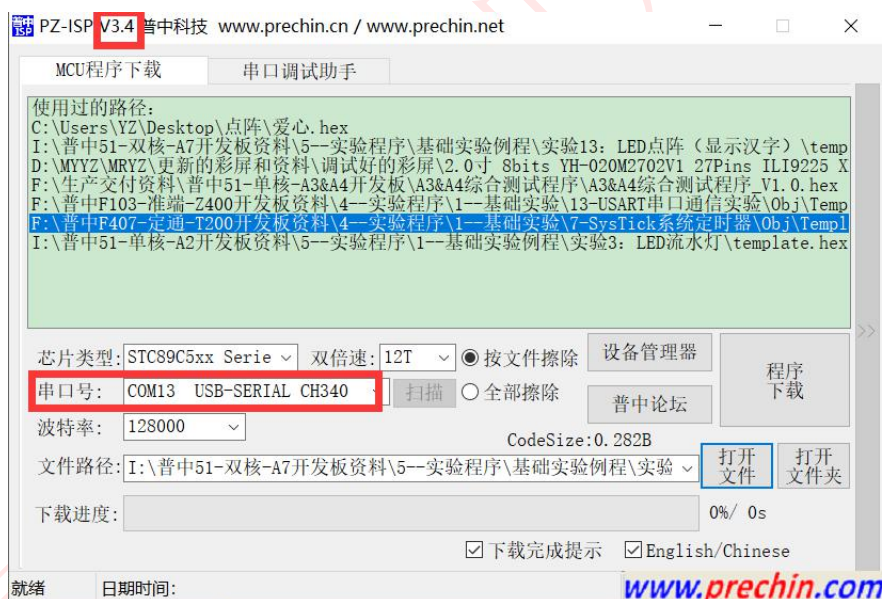 普中ISP PZ-ISP V3.4 普中科技 www.prechin.cn / www.prechin.net
MCU程序下载 串口调试助手
使用过的路径:
C:\Users\YZ\Desktop\点阵\爱心.hex
I:\普中51-双核-A7开发板资料\5--实验程序\基础实验例程\实验13: LED点阵（显示汉字）\temp
D:\MYYZ\MRYZ\更新的彩屏和资料\调试好的彩屏\2.0寸 8bits YH-020M2702V1 27Pins ILI9225 X
F:\生产交付资料\普中51-单核-A3&A4开发板\A3&A4综合测试程序\A3&A4综合测试程序_V1.0.hex
F:\普中F103-准端-Z400开发板资料\4--实验程序\1--基础实验\13-USART串口通信实验\Obj\Temp
F:\普中F407-定通-T200开发板资料\4--实验程序\1--基础实验\7-SysTick系统定时器\Obj\Templ
I:\普中51-单核-A2开发板资料\5--实验程序\1--基础实验例程\实验3: LED流水灯\template.hex
>>
芯片类型: STC89C5xx Serie 双倍速: 12T 按文件擦除 设备管理器
程序下载
串口号: COM13 USB-SERIAL CH340 扫描 全部擦除 普中论坛
波特率: 128000 CodeSize:0.282B
文件路径: I:\普中51-双核-A7开发板资料\5--实验程序\基础实验例程\实验 打开文件 打开文件夹
下载进度: 0%/ 0s
下载完成提示 English/Chinese
就绪 日期时间: www.prechin.com